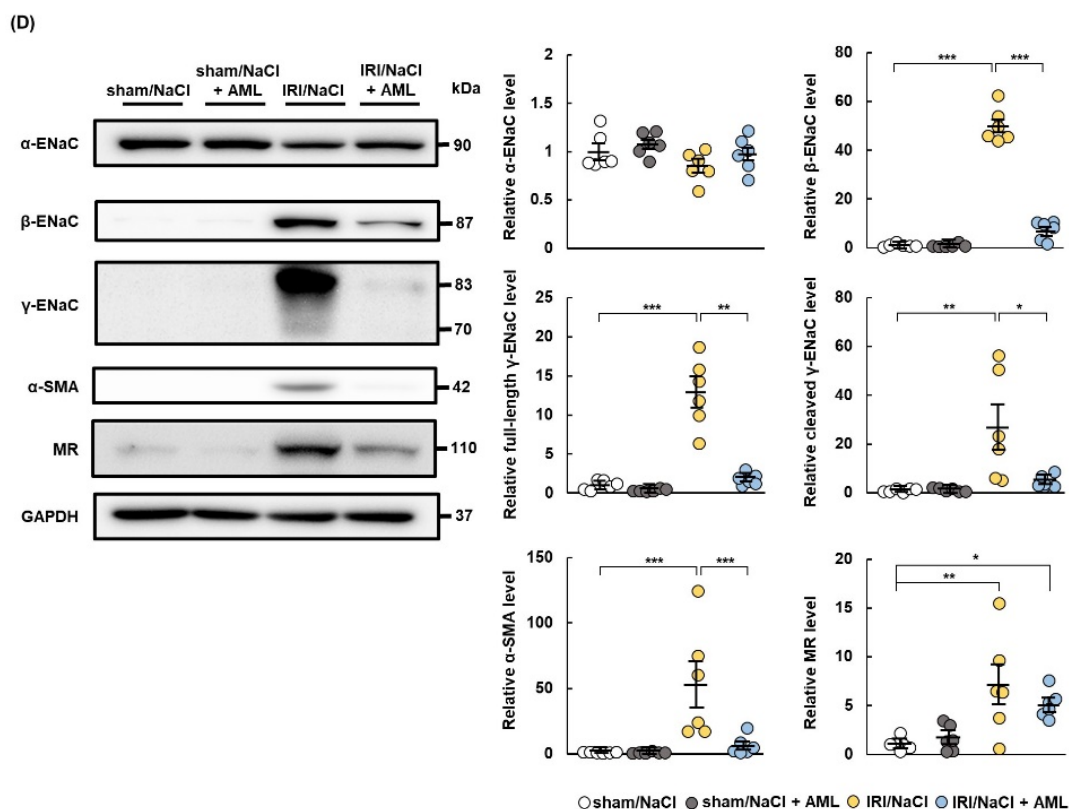 (D)
sham/NaCl
sham/NaCl
+ AML
IRI/NaCl
IRI/NaCl
+ AML
kDa
α-ENaC
90
β-ENaC
87
γ-ENaC
83
70
α-SMA
42
MR
110
GAPDH
37
Relative α-ENaC level
2
1.5
1
0.5
0
Relative β-ENaC level
80
60
40
20
0
***
***
Relative full-length γ-ENaC level
25
20
15
10
5
0
***
**
Relative cleaved γ-ENaC level
80
60
40
20
0
**
*
Relative α-SMA level
150
100
50
0
***
***
Relative MR level
20
15
10
5
0
*
**
sham/NaCl sham/NaCl + AML IRI/NaCl IRI/NaCl + AML